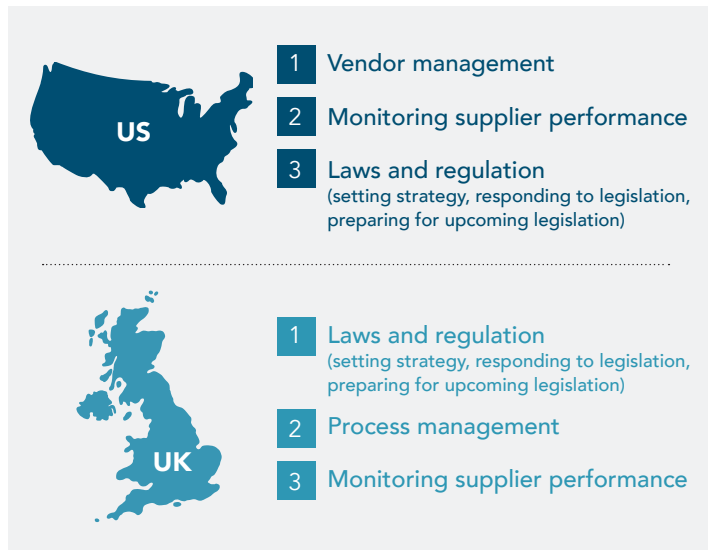 US
1 Vendor management
2 Monitoring supplier performance
3 Laws and regulation
(setting strategy, responding to legislation,
preparing for upcoming legislation)
UK
1 Laws and regulation
(setting strategy, responding to legislation,
preparing for upcoming legislation)
2 Process management
3 Monitoring supplier performance